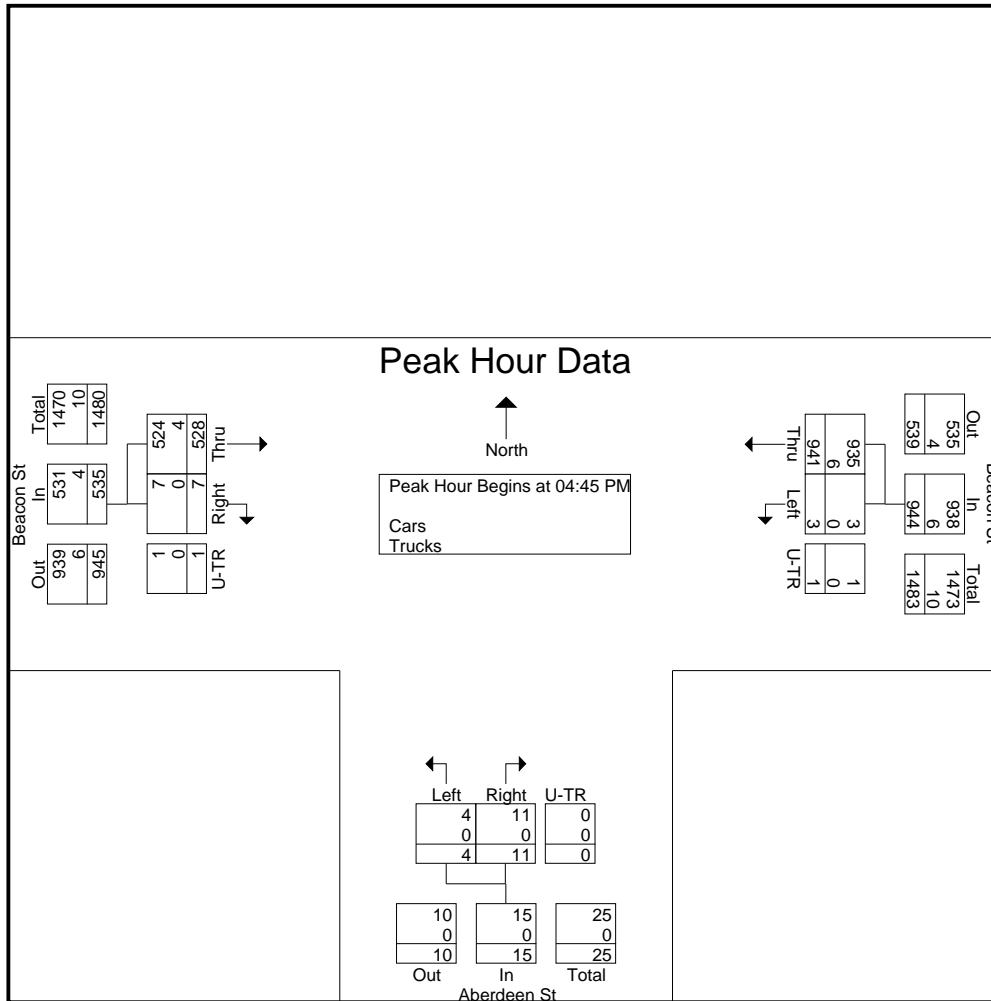 Peak Hour Data
North
Peak Hour Begins at 04:45 PM
Cars
Trucks
Beacon St
Out
939
6
945
In
531
4
535
Total
1470
10
1480
U-TR
1
0
1
Right
7
0
7
Thru
524
4
528
Beacon St
Out
535
4
539
In
938
6
944
Total
1473
10
1483
Thru
935
6
941
Left
3
0
3
U-TR
1
0
1
Left Right U-TR
4 11 0
0 0 0
4 11 0
10 15 25
0 0 0
10 15 25
Out In Total
Aberdeen St